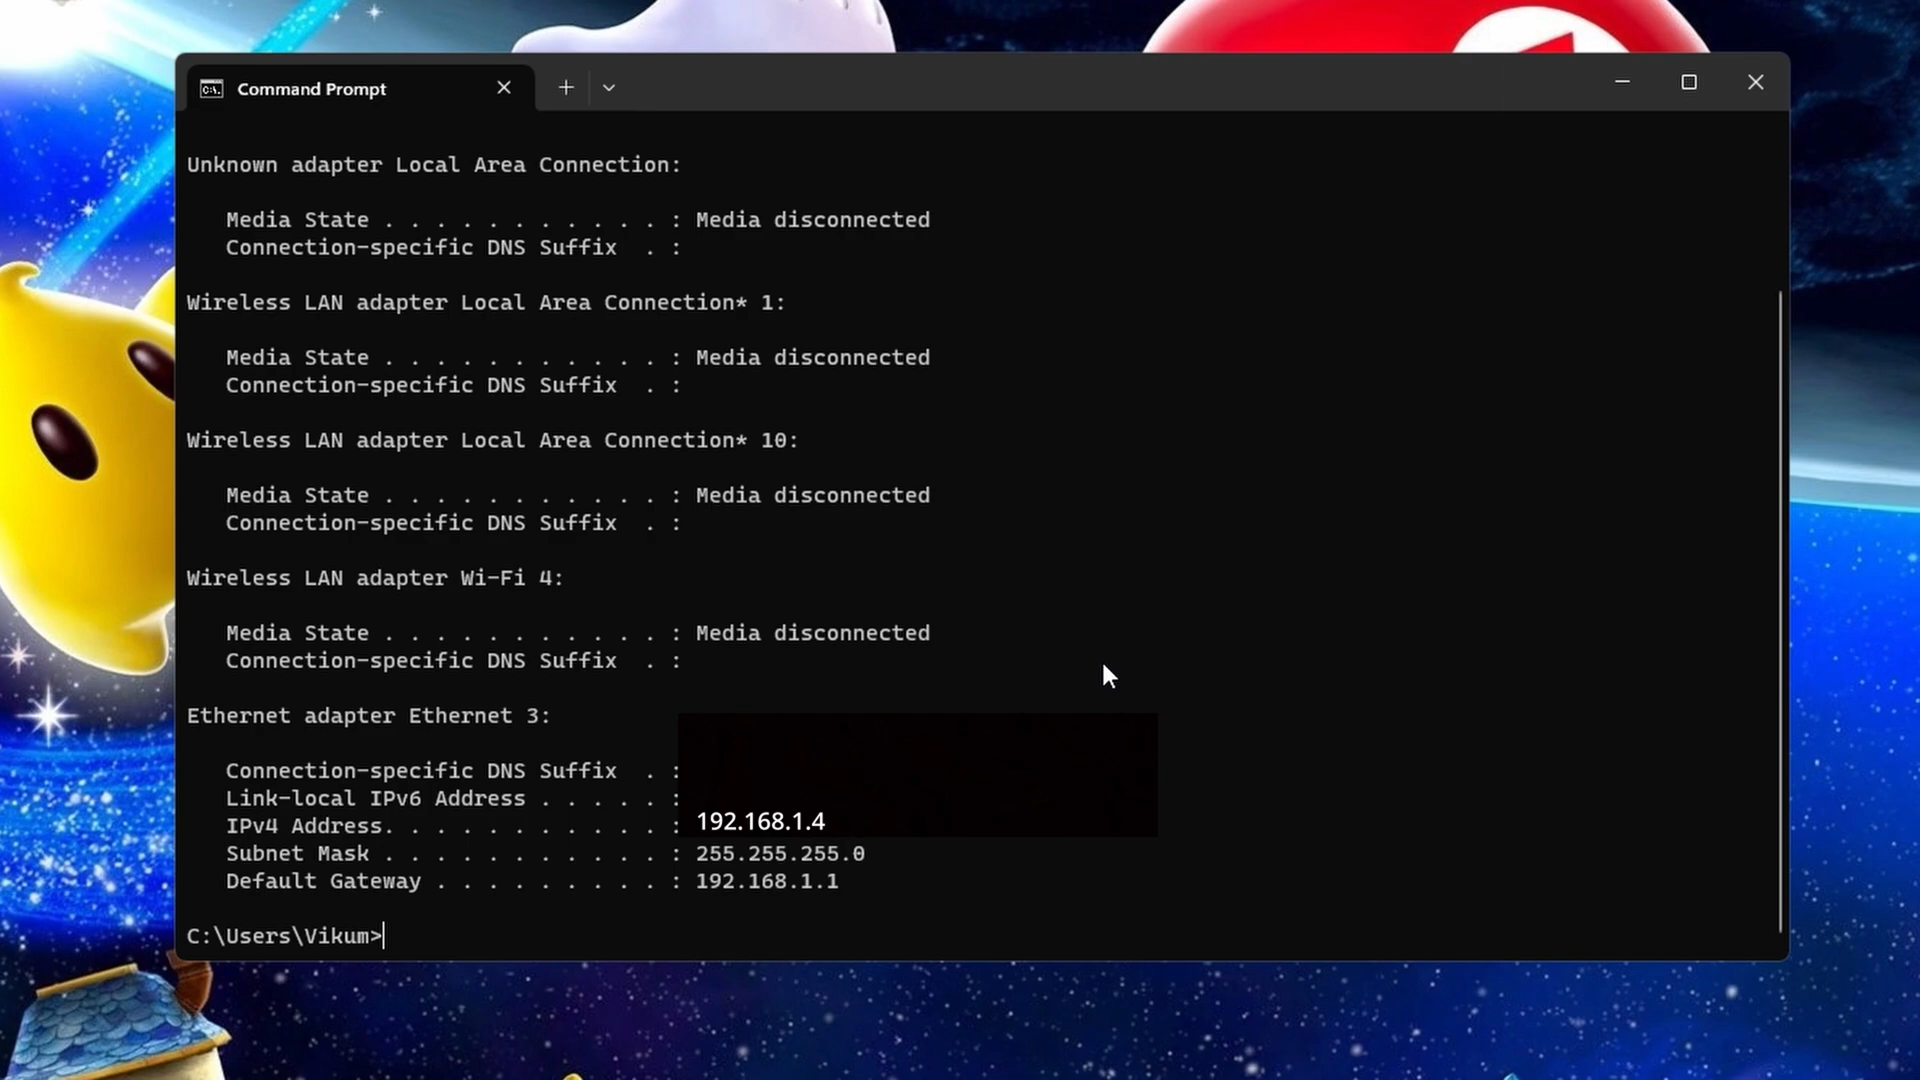 Command Prompt
Unknown adapter Local Area Connection:
Media State . . . . . . . . . . . : Media disconnected
Connection-specific DNS Suffix  . :
Wireless LAN adapter Local Area Connection* 1:
Media State . . . . . . . . . . . : Media disconnected
Connection-specific DNS Suffix  . :
Wireless LAN adapter Local Area Connection* 10:
Media State . . . . . . . . . . . : Media disconnected
Connection-specific DNS Suffix  . :
Wireless LAN adapter Wi-Fi 4:
Media State . . . . . . . . . . . : Media disconnected
Connection-specific DNS Suffix  . :
Ethernet adapter Ethernet 3:
Connection-specific DNS Suffix  . :
Link-local IPv6 Address . . . . . :
IPv4 Address. . . . . . . . . . . : 192.168.1.4
Subnet Mask . . . . . . . . . . . : 255.255.255.0
Default Gateway . . . . . . . . . : 192.168.1.1
C:\Users\Vikum>